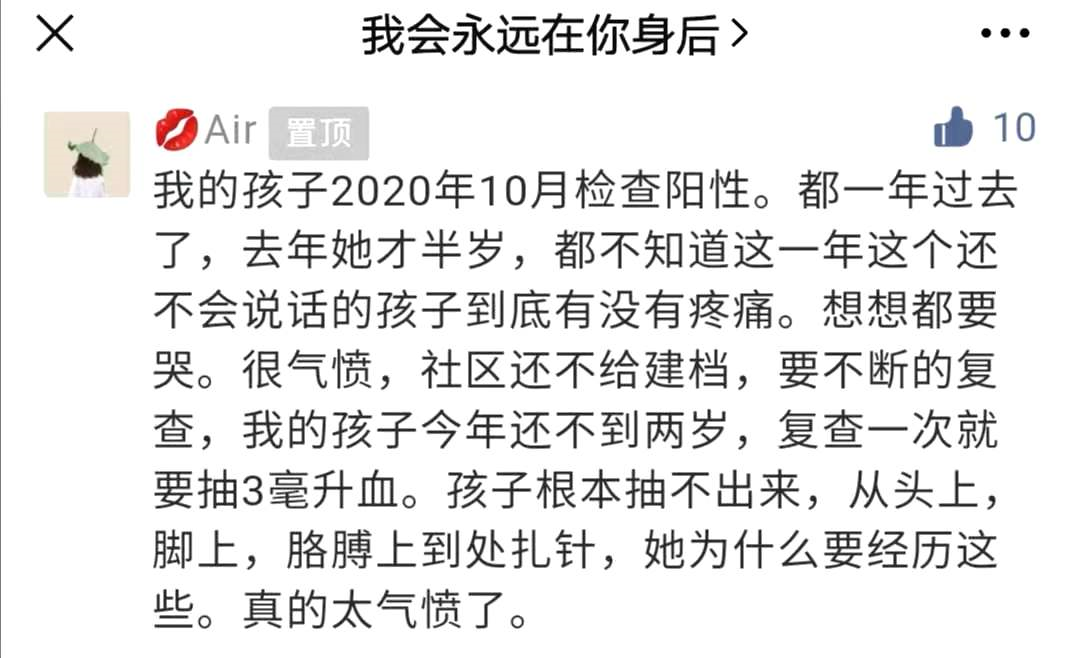 我会永远在你身后
Air 置顶 10
我的孩子2020年10月检查阳性。都一年过去
了，去年她才半岁，都不知道这一年这个还
不会说话的孩子到底有没有疼痛。想想都要
哭。很气愤，社区还不给建档，要不断的复
查，我的孩子今年还不到两岁，复查一次就
要抽3毫升血。孩子根本抽不出来，从头上，
脚上，胳膊上到处扎针，她为什么要经历这
些。真的太气愤了。